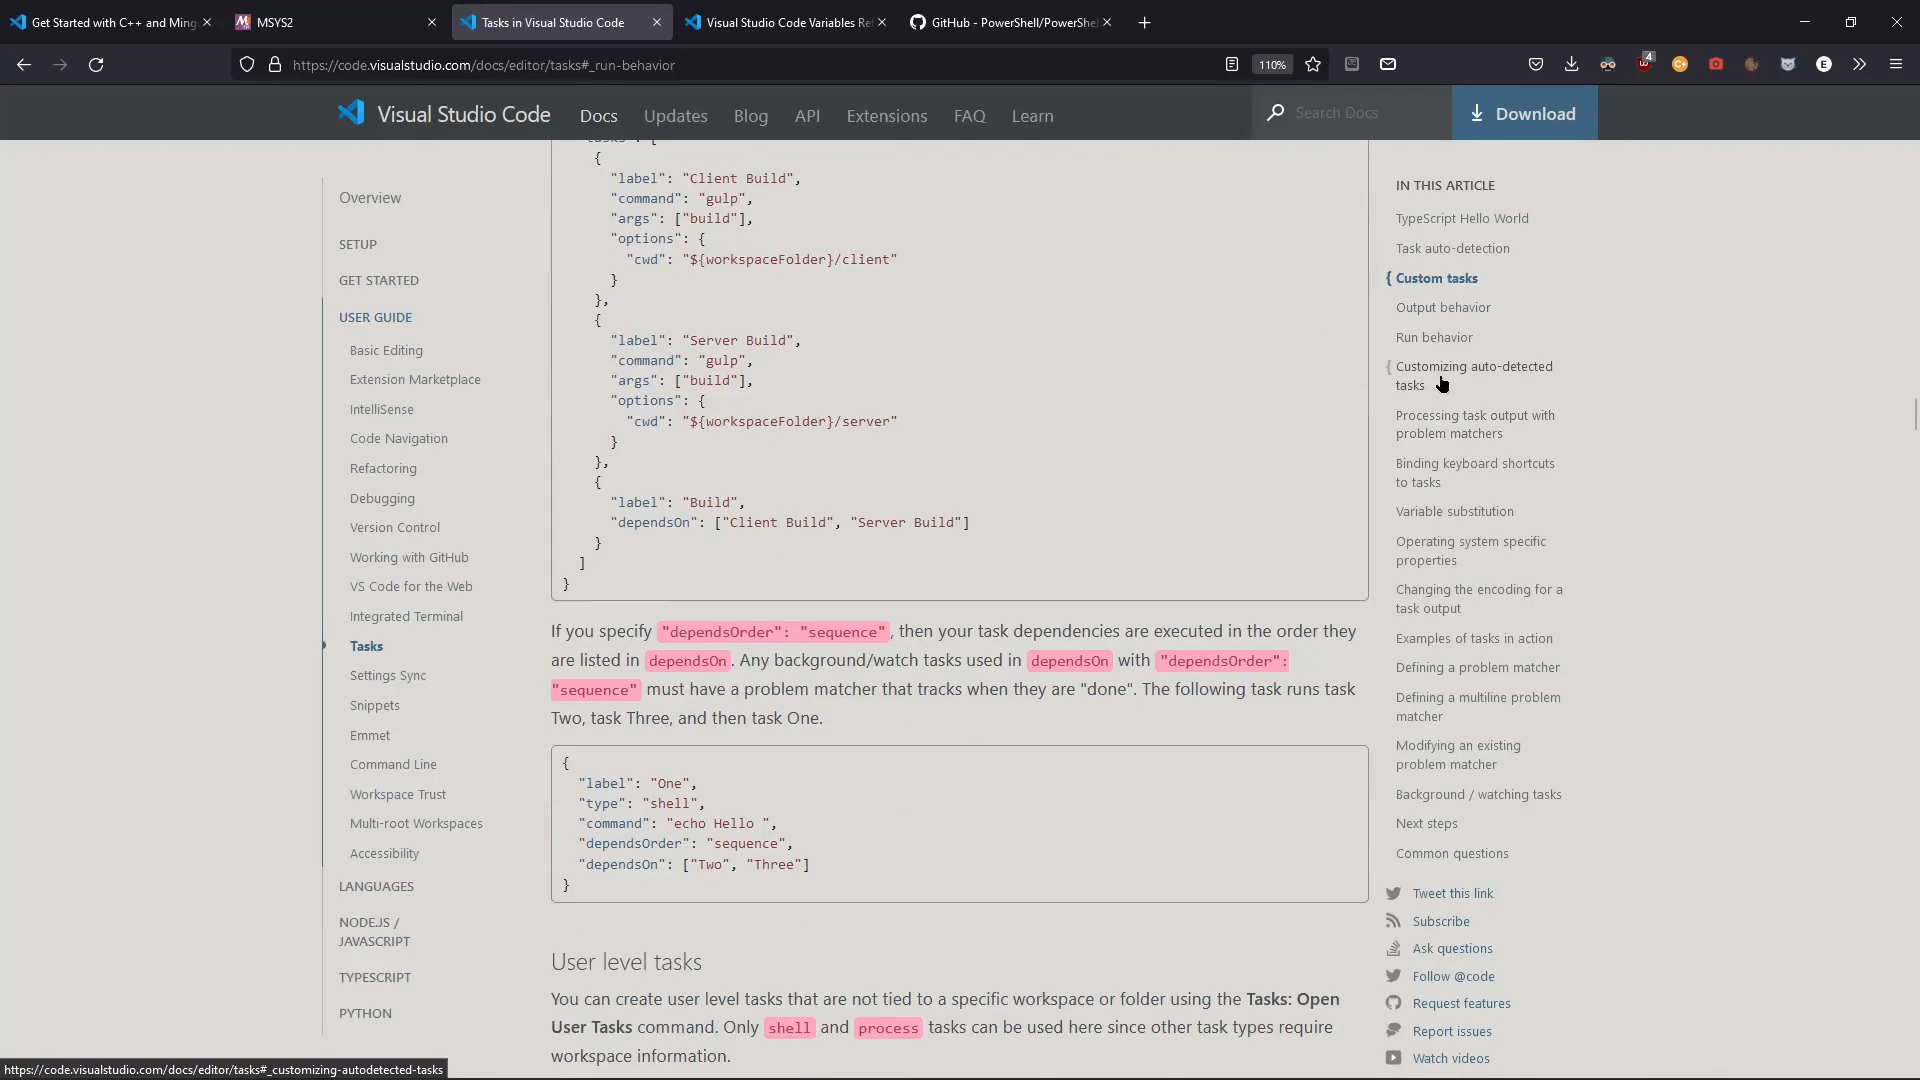 Get Started with C++ and Ming
MSYS2
Tasks in Visual Studio Code
Visual Studio Code Variables Re
GitHub - PowerShell/PowerShe
https://code.visualstudio.com/docs/editor/tasks#_run-behavior
110%
4
E
Visual Studio Code
Docs
Updates
Blog
API
Extensions
FAQ
Learn
Search Docs
Download
Overview
SETUP
GET STARTED
USER GUIDE
Basic Editing
Extension Marketplace
IntelliSense
Code Navigation
Refactoring
Debugging
Version Control
Working with GitHub
VS Code for the Web
Integrated Terminal
Tasks
Settings Sync
Snippets
Emmet
Command Line
Workspace Trust
Multi-root Workspaces
Accessibility
LANGUAGES
NODE.JS /
JAVASCRIPT
TYPESCRIPT
PYTHON
"tasks": [
{
"label": "Client Build",
"command": "gulp",
"args": ["build"],
"options": {
"cwd": "${workspaceFolder}/client"
}
},
{
"label": "Server Build",
"command": "gulp",
"args": ["build"],
"options": {
"cwd": "${workspaceFolder}/server"
}
},
{
"label": "Build",
"dependsOn": ["Client Build", "Server Build"]
}
]
}
If you specify "dependsOrder": "sequence", then your task dependencies are executed in the order they
are listed in dependsOn. Any background/watch tasks used in dependsOn with "dependsOrder":
"sequence" must have a problem matcher that tracks when they are "done". The following task runs task
Two, task Three, and then task One.
{
"label": "One",
"type": "shell",
"command": "echo Hello ",
"dependsOrder": "sequence",
"dependsOn": ["Two", "Three"]
}
User level tasks
You can create user level tasks that are not tied to a specific workspace or folder using the Tasks: Open
User Tasks command. Only shell and process tasks can be used here since other task types require
workspace information.
IN THIS ARTICLE
TypeScript Hello World
Task auto-detection
{ Custom tasks
Output behavior
Run behavior
{ Customizing auto-detected
tasks
Processing task output with
problem matchers
Binding keyboard shortcuts
to tasks
Variable substitution
Operating system specific
properties
Changing the encoding for a
task output
Examples of tasks in action
Defining a problem matcher
Defining a multiline problem
matcher
Modifying an existing
problem matcher
Background / watching tasks
Next steps
Common questions
Tweet this link
Subscribe
Ask questions
Follow @code
Request features
Report issues
Watch videos
https://code.visualstudio.com/docs/editor/tasks#_customizing-autodetected-tasks